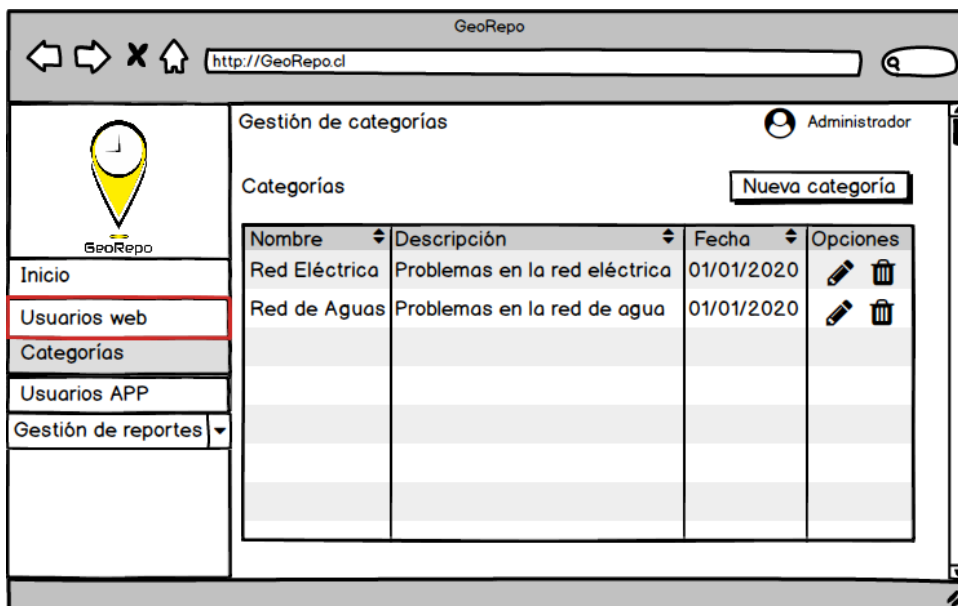 GeoRepo
http://GeoRepo.cl
GeoRepo
Inicio
Usuarios web
Categorías
Usuarios APP
Gestión de reportes
Gestión de categorías
Administrador
Categorías
Nueva categoría
Nombre Descripción Fecha Opciones
Red Eléctrica Problemas en la red eléctrica 01/01/2020
Red de Aguas Problemas en la red de agua 01/01/2020